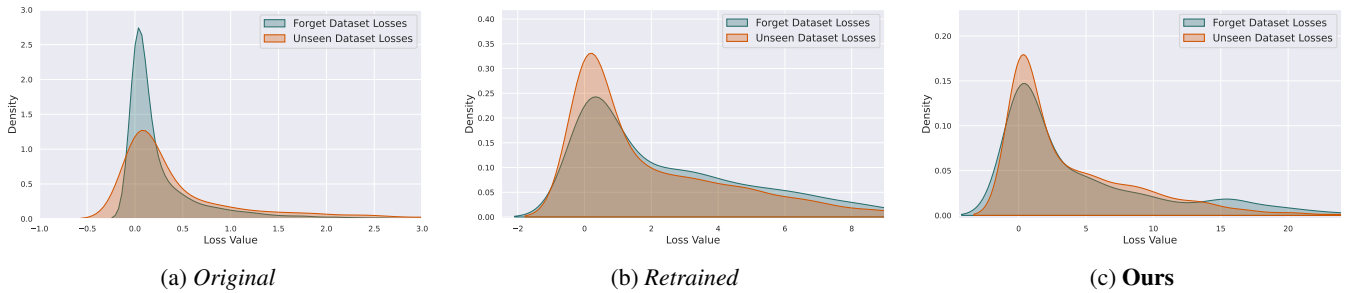 3.0
2.5
2.0
1.5
1.0
0.5
0.0
Density
−1.0 −0.5 0.0 0.5 1.0 1.5 2.0 2.5 3.0
Loss Value
Forget Dataset Losses
Unseen Dataset Losses
(a) Original
0.40
0.35
0.30
0.25
0.20
0.15
0.10
0.05
0.00
Density
−2 0 2 4 6 8
Loss Value
Forget Dataset Losses
Unseen Dataset Losses
(b) Retrained
0.20
0.15
0.10
0.05
0.00
Density
0 5 10 15 20
Loss Value
Forget Dataset Losses
Unseen Dataset Losses
(c) Ours